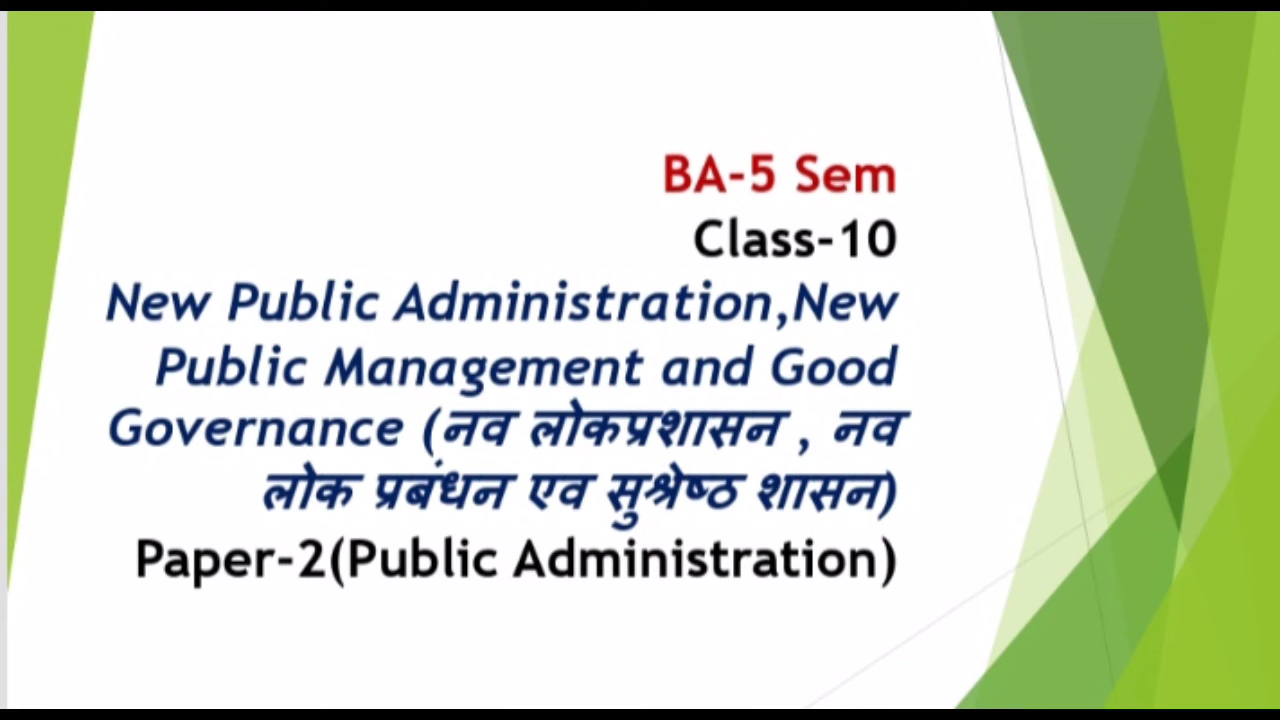 BA-5 Sem
Class-10
New Public Administration,New
Public Management and Good
Governance (नव लोकप्रशासन , नव
लोक प्रबंधन एव सुश्रेष्ठ शासन)
Paper-2(Public Administration)